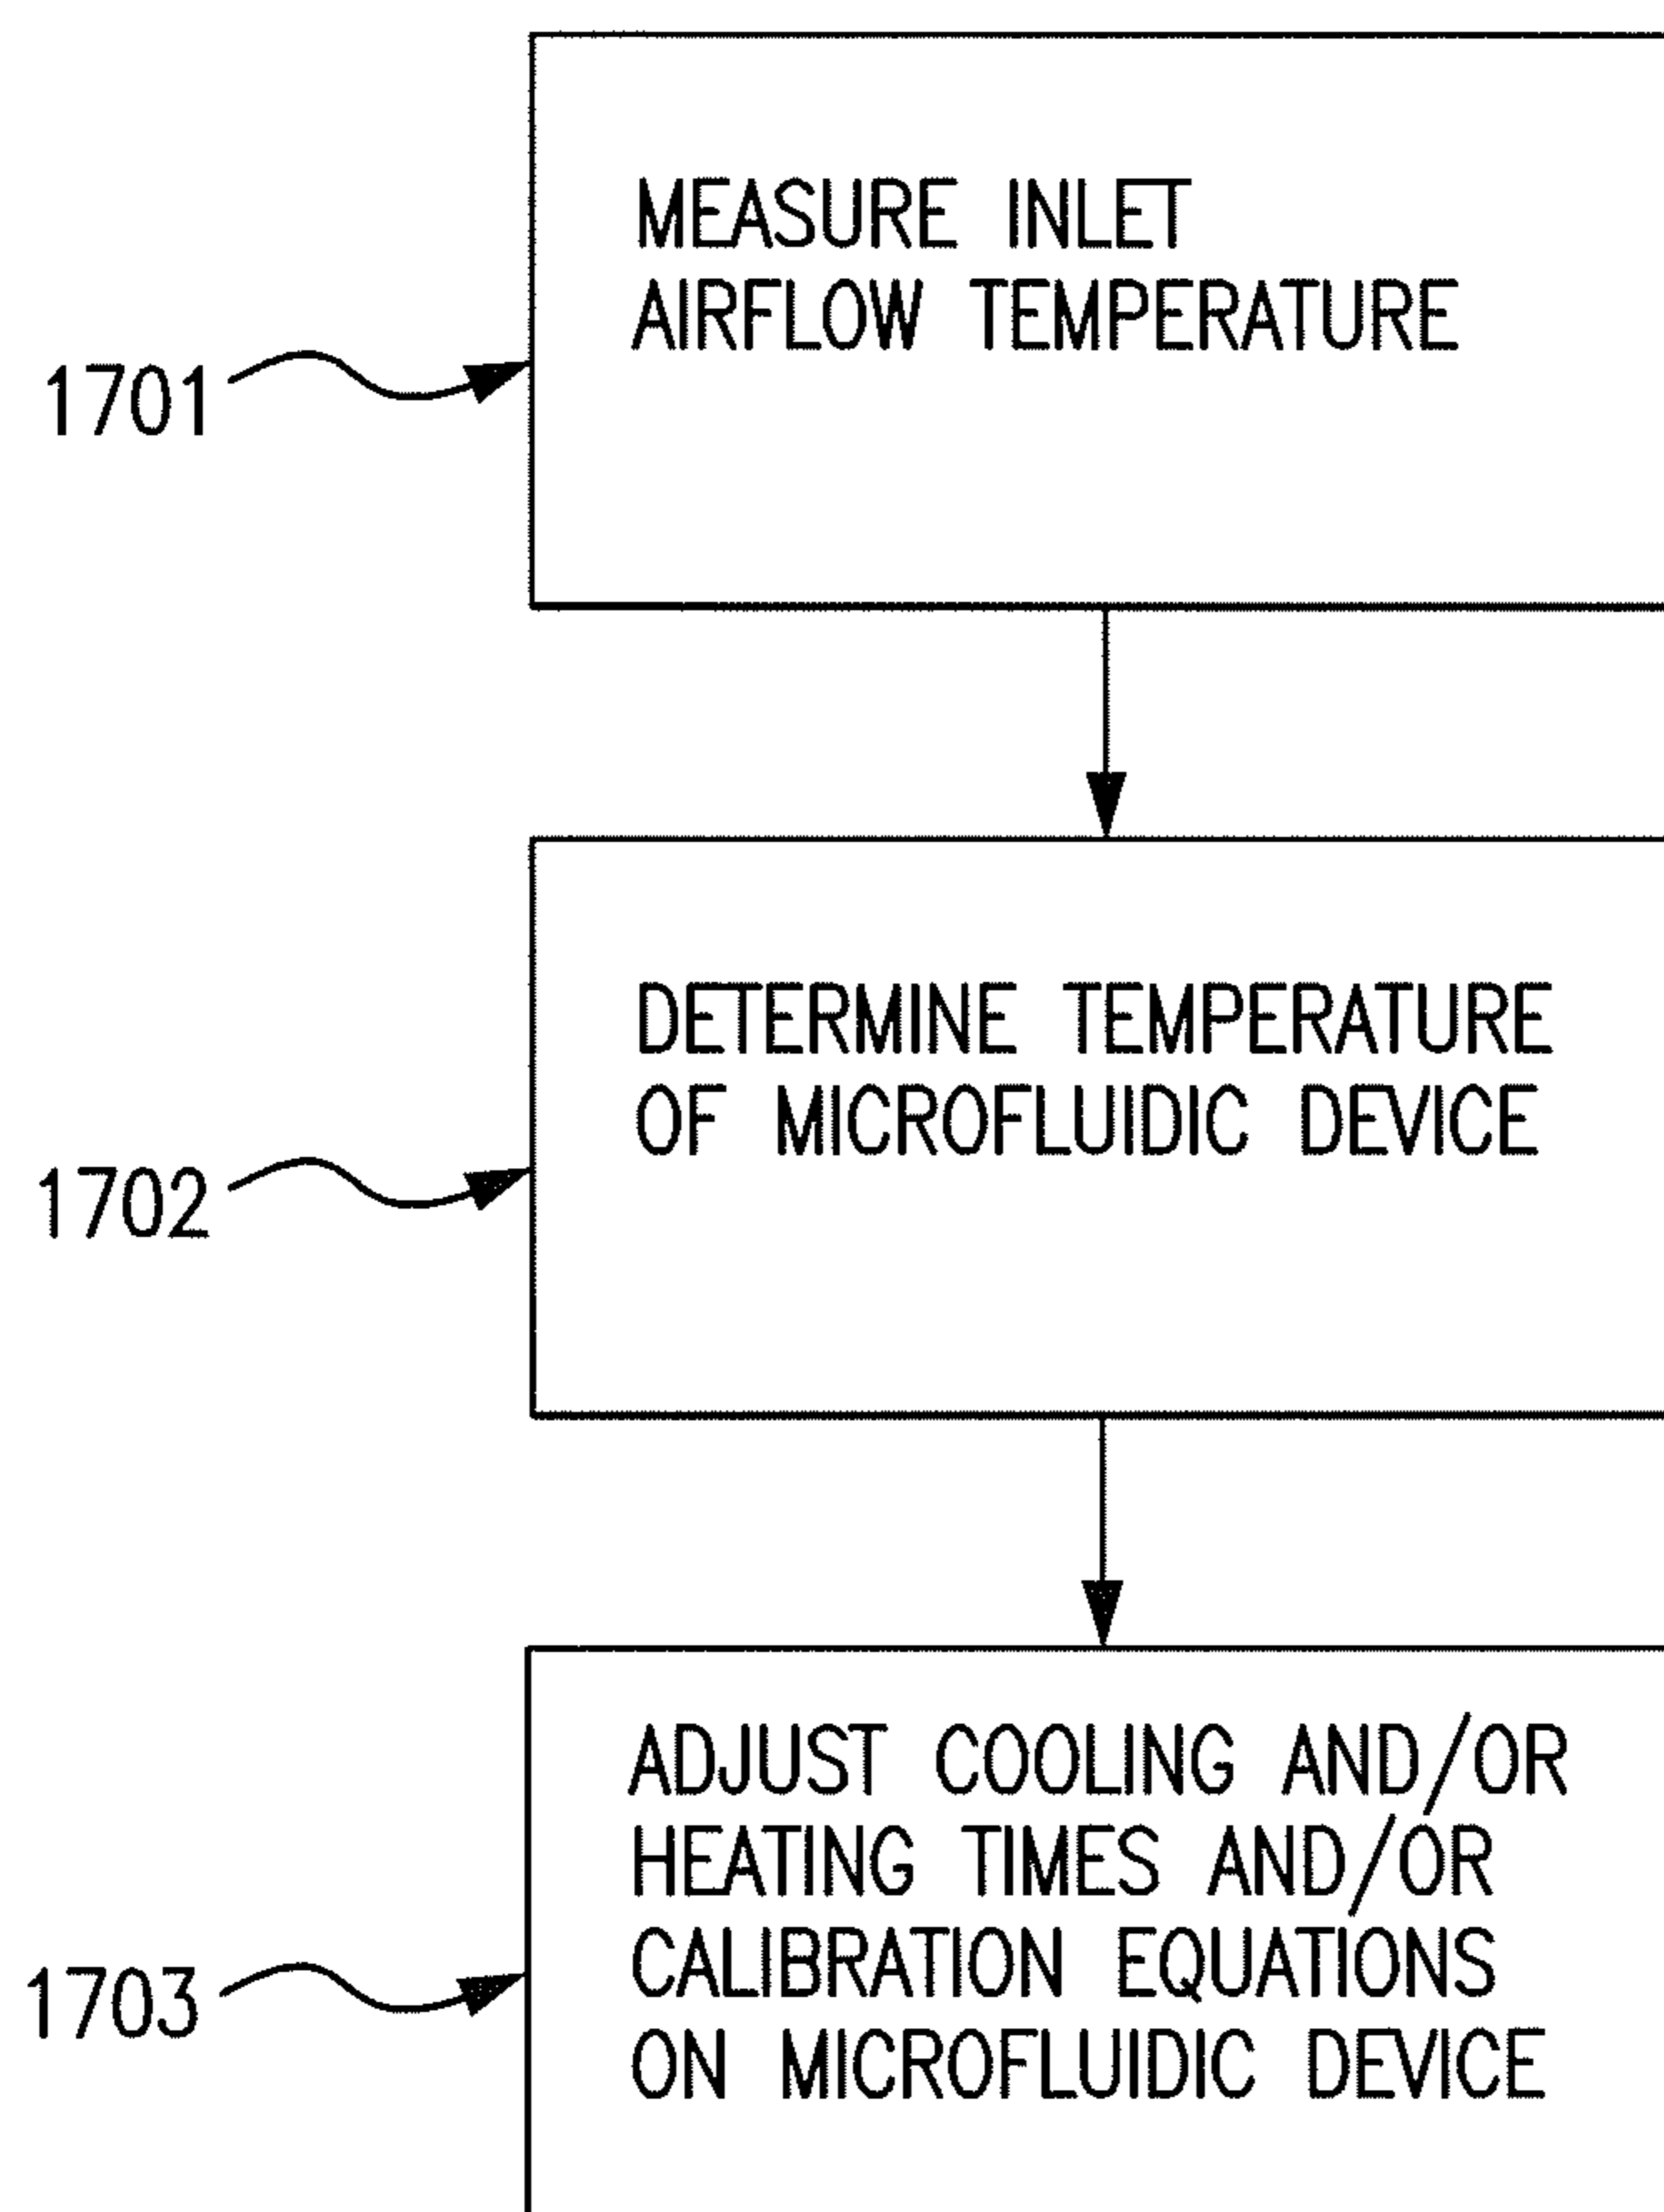 MEASURE INLET
AIRFLOW TEMPERATURE
1701
DETERMINE TEMPERATURE
OF MICROFLUIDIC DEVICE
1702
ADJUST COOLING AND/OR
HEATING TIMES AND/OR
CALIBRATION EQUATIONS
ON MICROFLUIDIC DEVICE
1703